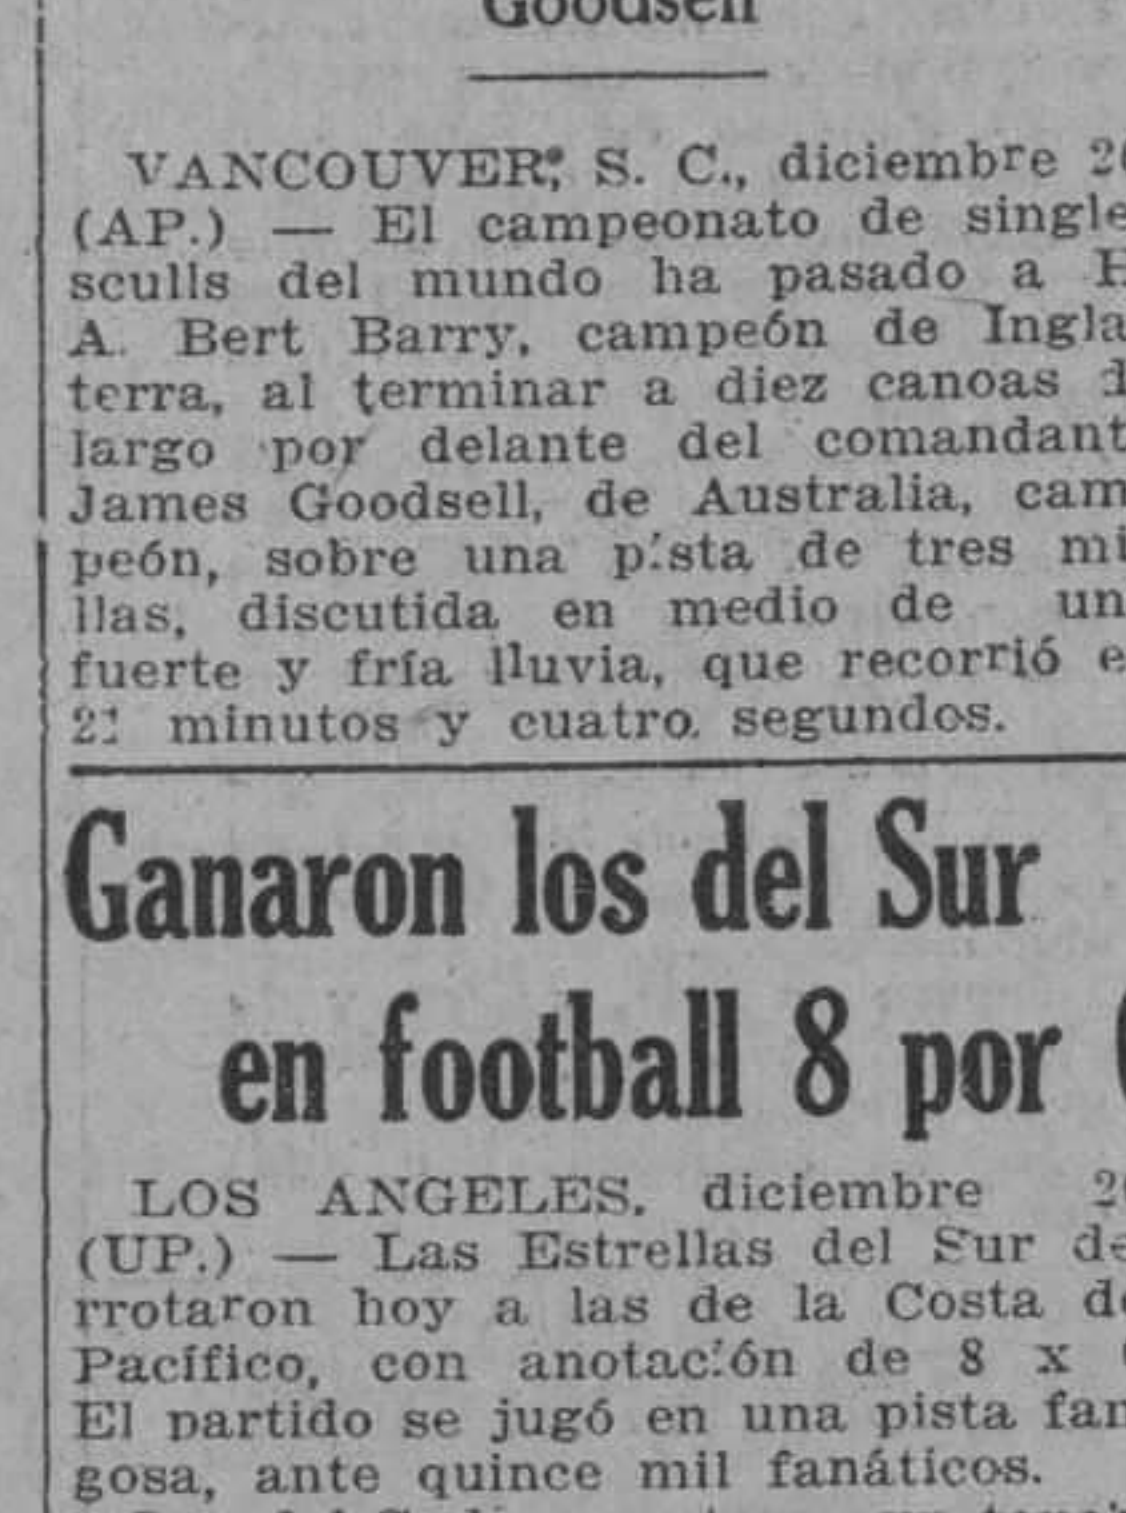 Goodsell
VANCOUVER, S. C., diciembre
(AP.) — El campeonato de single
sculls del mundo ha pasado a H
A. Bert Barry, campeón de Ingla
terra, al terminar a diez canoas d
largo por delante del comandant
James Goodsell, de Australia, cam
peón, sobre una pista de tres mi
llas, discutida en medio de un
fuerte y fría lluvia, que recorrió e
minutos y cuatro. segundos.
Ganaron los del Sur
en football 8 por
LOS ANGELES, diciembre
(UP.) — Las Estrellas del Sur de
rrotaron hoy a las de la Costa de
Pacífico, con anotación de 8 x
El partido se jugó en una pista fan
gosa, ante quince mil fanáticos.